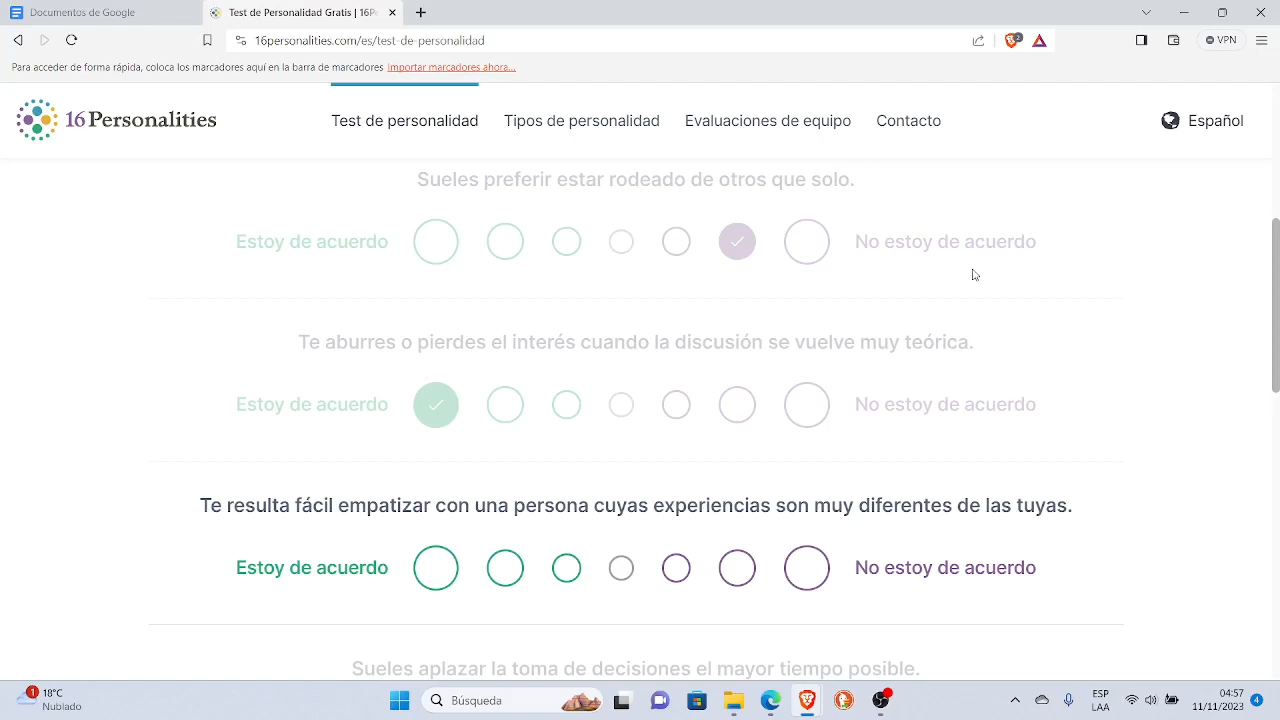 Documentos de Google
Test de Personalidad Gratis | 16P
16personalities.com/es/test-de-personalidad
2
VPN
Para acceder de forma rápida, coloca los marcadores aquí en la barra de marcadores Importar marcadores ahora...
16Personalities
Test de personalidad
Tipos de personalidad
Evaluaciones de equipo
Contacto
Español
Sueles preferir estar rodeado de otros que solo.
Estoy de acuerdo
No estoy de acuerdo
Te aburres o pierdes el interés cuando la discusión se vuelve muy teórica.
Estoy de acuerdo
No estoy de acuerdo
Te resulta fácil empatizar con una persona cuyas experiencias son muy diferentes de las tuyas.
Estoy de acuerdo
No estoy de acuerdo
Sueles aplazar la toma de decisiones el mayor tiempo posible.
1
18°C
Nublado
Búsqueda
ESP
LAA
04:57
11/11/2023
4